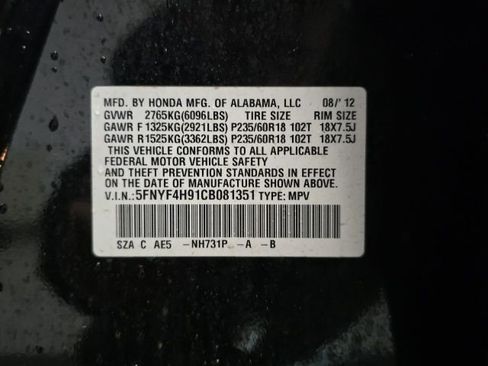 MFD. BY HONDA MFG. OF ALABAMA, LLC 08/'12
GVWR 2765KG(6096LBS) TIRE SIZE RIM SIZE
GAWR F 1325KG(2921LBS) P235/60R18 102T 18X7.5J
GAWR R1525KG(3362LBS) P235/60R18 102T 18X7.5J
THIS VEHICLE CONFORMS TO ALL APPLICABLE
FEDERAL MOTOR VEHICLE SAFETY
AND THEFT PREVENTION STANDARDS IN EFFECT
ON THE DATE OF MANUFACTURE SHOWN ABOVE.
V.I.N.: 5FNYF4H91CB081351 TYPE: MPV
SZA C AE5 -NH731P -A -B